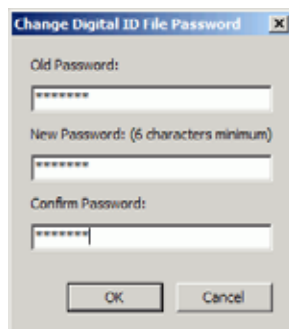 Change Digital ID File Password
Old Password:
*******
New Password: (6 characters minimum)
*******
Confirm Password:
*******
OK Cancel